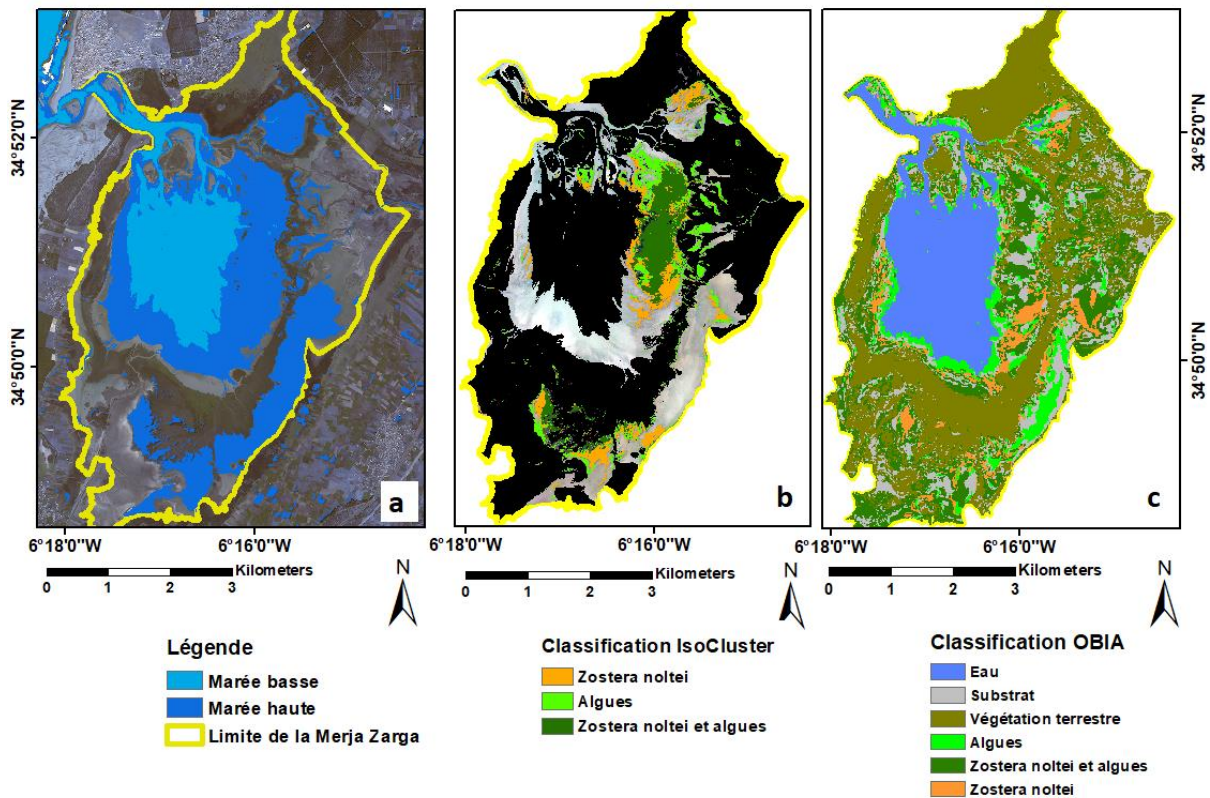 34°52'0"N
34°50'0"N
a
b
c
34°52'0"N
34°50'0"N
6°18'0"W
6°16'0"W
6°18'0"W
6°16'0"W
6°18'0"W
6°16'0"W
Kilometers
0 1 2 3
N
Kilometers
0 1 2 3
N
Kilometers
0 1 2 3
N
Légende
Marée basse
Marée haute
Limite de la Merja Zarga
Classification IsoCluster
Zostera noltei
Algues
Zostera noltei et algues
Classification OBIA
Eau
Substrat
Végétation terrestre
Algues
Zostera noltei et algues
Zostera noltei